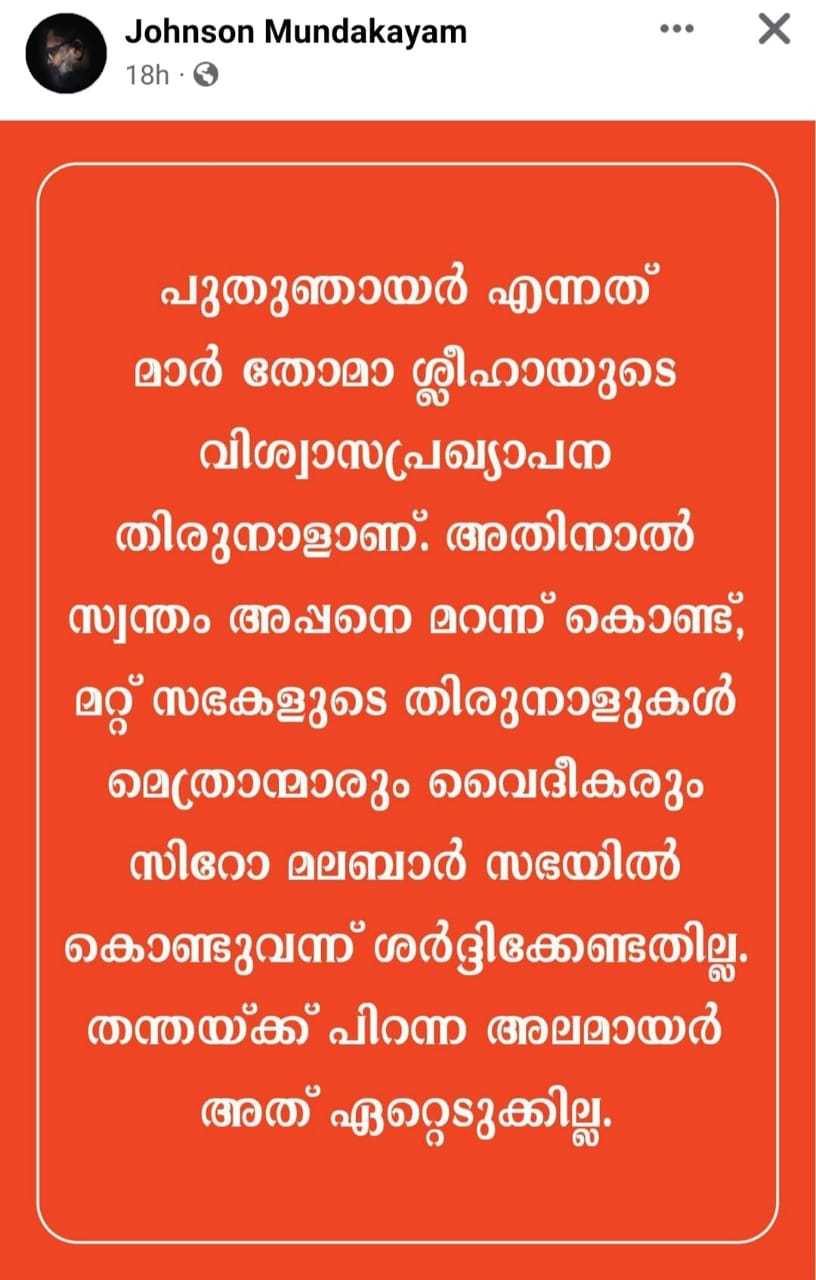 Johnson Mundakayam
18h ·
പുതുഞായർ എന്നത്
മാർ തോമാ ശ്ലീഹായുടെ
വിശ്വാസപ്രഖ്യാപന
തിരുനാളാണ്. അതിനാൽ
സ്വന്തം അപ്പനെ മറന്ന് കൊണ്ട്,
മറ്റ് സഭകളുടെ തിരുനാളുകൾ
മെത്രാന്മാരും വൈദീകരും
സിറോ മലബാർ സഭയിൽ
കൊണ്ടുവന്ന് ശർദ്ദിക്കേണ്ടതില്ല.
തന്തയ്ക്ക് പിറന്ന അലമായർ
അത് ഏറ്റെടുക്കില്ല.